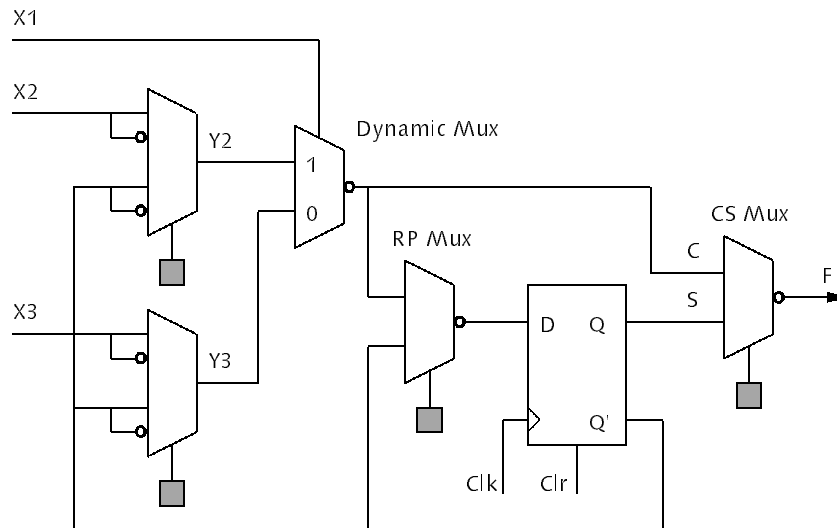 X1
X2
Dynamic Mux
Y2
1
0
CS Mux
RP Mux
C
F
S
X3
D
Q
Y3
Q'
Clk
Clr